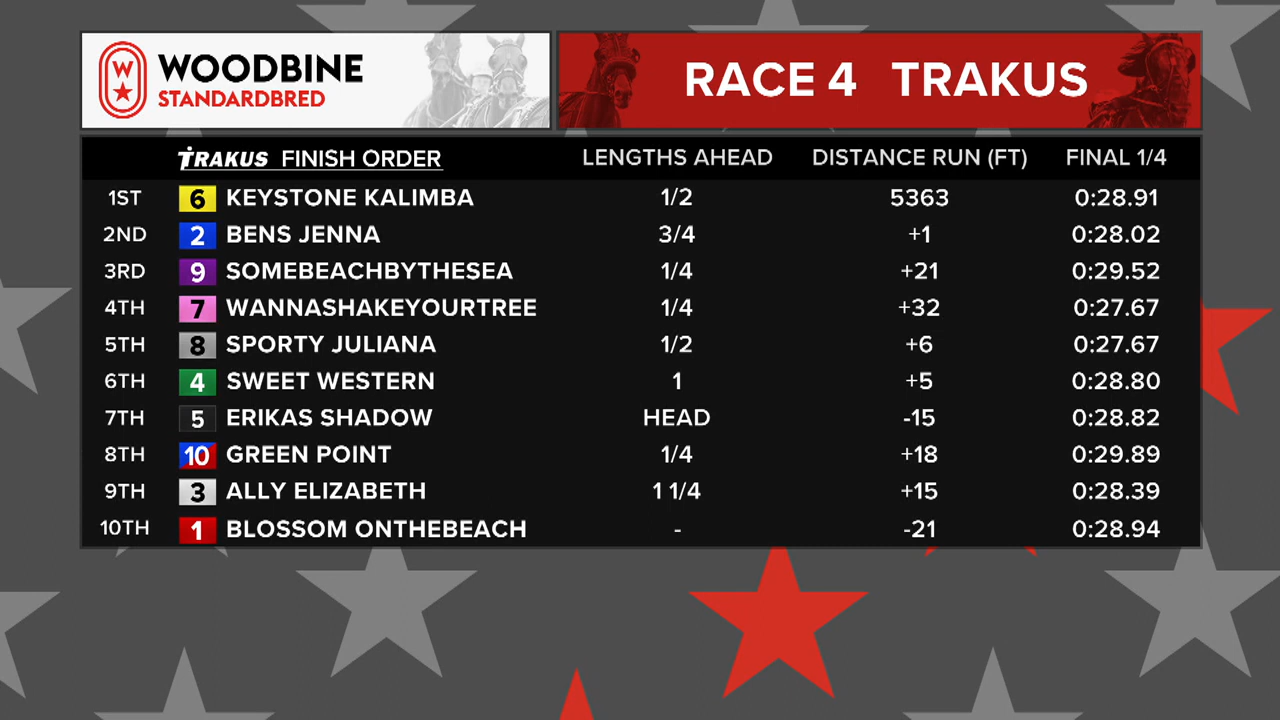 W
WOODBINE
STANDARDBRED
RACE 4 TRAKUS
TRAKUS FINISH ORDER LENGTHS AHEAD DISTANCE RUN (FT) FINAL 1/4
1ST 6 KEYSTONE KALIMBA 1/2 5363 0:28.91
2ND 2 BENS JENNA 3/4 +1 0:28.02
3RD 9 SOMEBEACHBYTHESEA 1/4 +21 0:29.52
4TH 7 WANNASHAKEYOURTREE 1/4 +32 0:27.67
5TH 8 SPORTY JULIANA 1/2 +6 0:27.67
6TH 4 SWEET WESTERN 1 +5 0:28.80
7TH 5 ERIKAS SHADOW HEAD -15 0:28.82
8TH 10 GREEN POINT 1/4 +18 0:29.89
9TH 3 ALLY ELIZABETH 1 1/4 +15 0:28.39
10TH 1 BLOSSOM ONTHEBEACH - -21 0:28.94